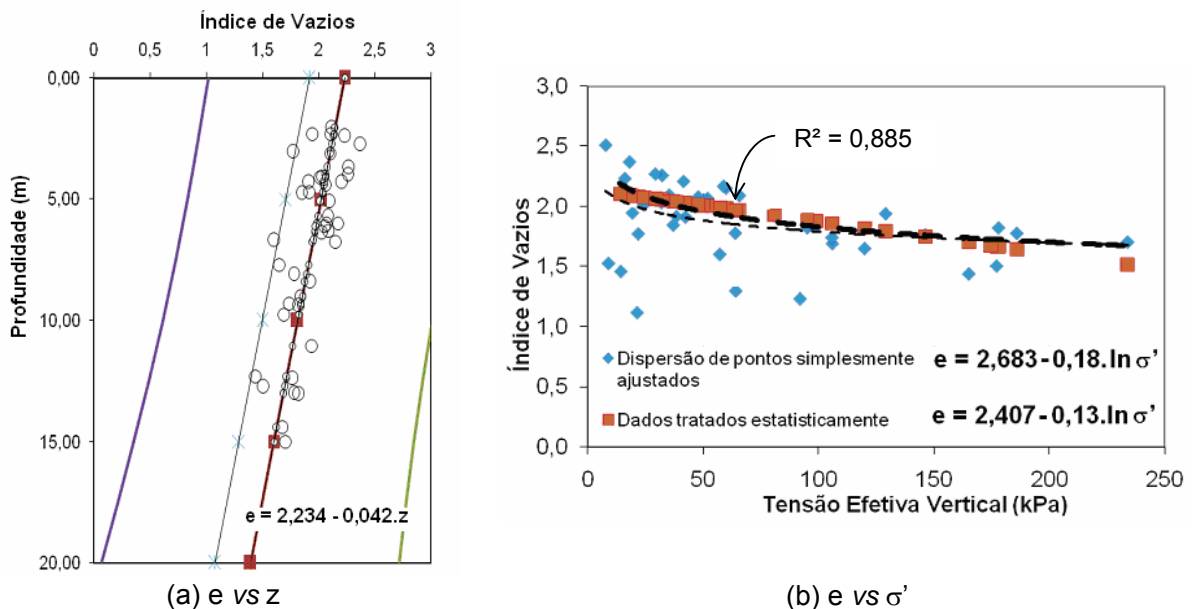 Índice de Vazios
0 0,5 1 1,5 2 2,5 3
Profundidade (m)
0,00
5,00
10,00
15,00
20,00
e = 2,234 - 0,042.z
(a) e vs z
Índice de Vazios
3,0
2,5
2,0
1,5
1,0
0,5
0,0
R² = 0,885
Dispersão de pontos simplesmente ajustados
e = 2,683 - 0,18.ln σ’
Dados tratados estatisticamente
e = 2,407 - 0,13.ln σ’
0 50 100 150 200 250
Tensão Efetiva Vertical (kPa)
(b) e vs σ’